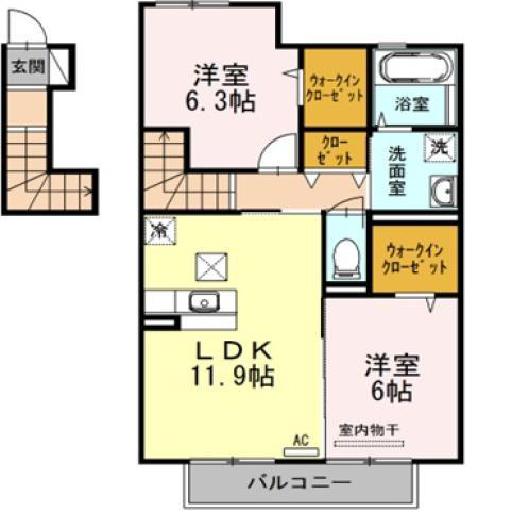 玄関
洋室
6.3帖
ウォークイン
クローゼット
浴室
クロー
ゼット
洗
面
室
洗
冷
ウォークイン
クローゼット
LDK
11.9帖
洋室
6帖
室内物干
AC
バルコニー